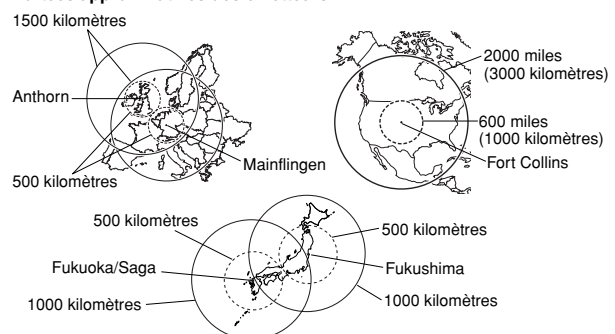 1500 kilomètres
Anthorn
500 kilomètres
Mainflingen
2000 miles
(3000 kilomètres)
600 miles
(1000 kilomètres)
Fort Collins
500 kilomètres
Fukuoka/Saga
1000 kilomètres
500 kilomètres
Fukushima
1000 kilomètres